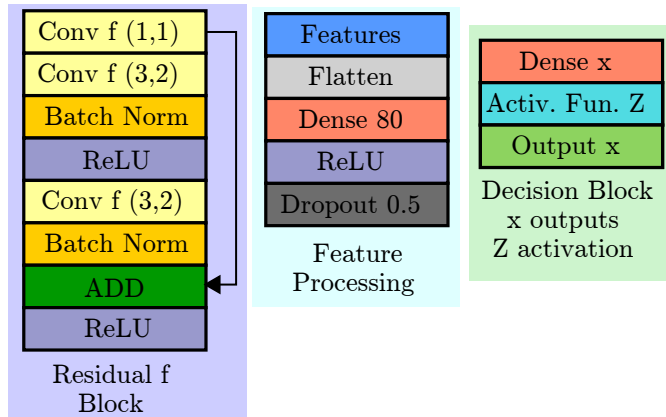 Conv f (1,1)
Conv f (3,2)
Batch Norm
ReLU
Conv f (3,2)
Batch Norm
ADD
ReLU
Residual f
Block
Features
Flatten
Dense 80
ReLU
Dropout 0.5
Feature
Processing
Dense x
Activ. Fun. Z
Output x
Decision Block
x outputs
Z activation